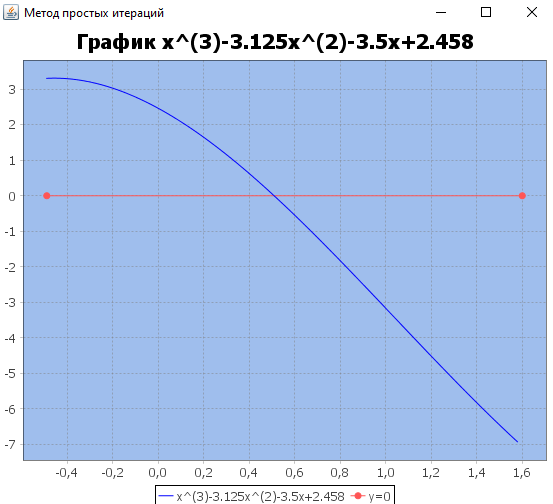 Метод простых итераций
График x^(3)-3.125x^(2)-3.5x+2.458
3
2
1
0
-1
-2
-3
-4
-5
-6
-7
-0,4 -0,2 0,0 0,2 0,4 0,6 0,8 1,0 1,2 1,4 1,6
x^(3)-3.125x^(2)-3.5x+2.458 y=0